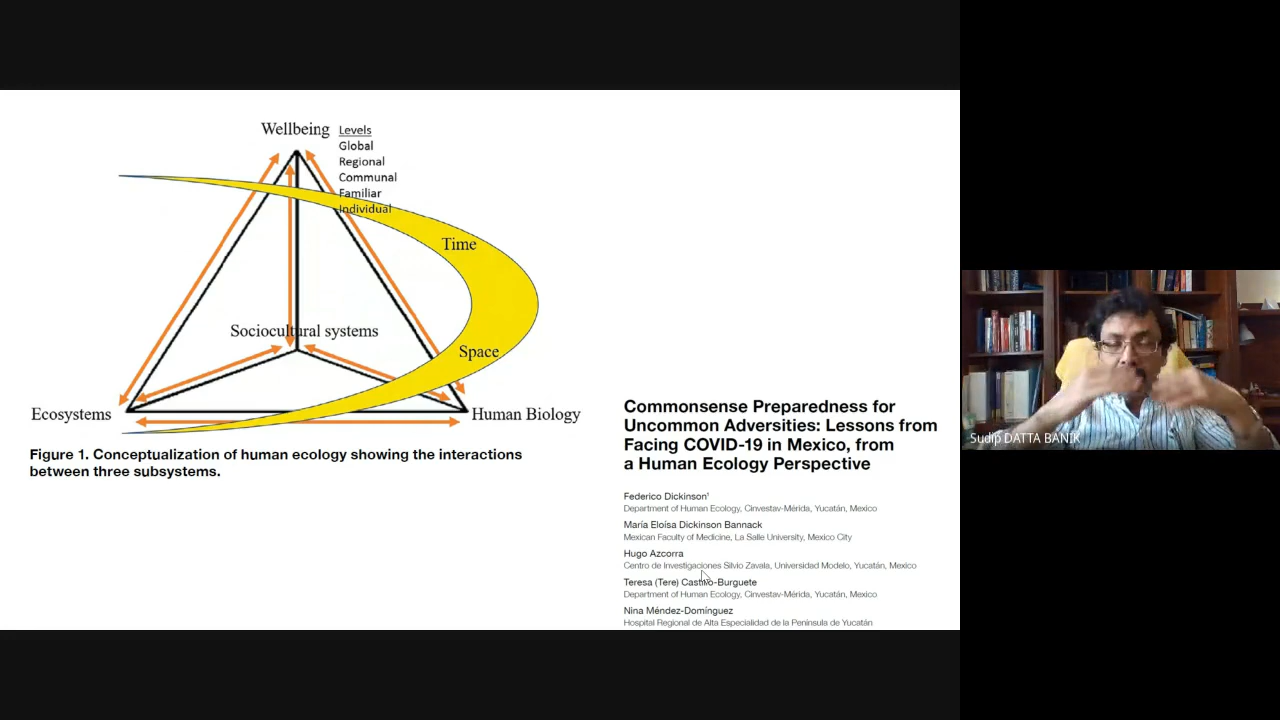 Wellbeing
Levels
Global
Regional
Communal
Familiar
Individual
Time
Sociocultural systems
Space
Ecosystems
Human Biology
Figure 1. Conceptualization of human ecology showing the interactions
between three subsystems.
Commonsense Preparedness for
Uncommon Adversities: Lessons from
Facing COVID-19 in Mexico, from
a Human Ecology Perspective
Federico Dickinson¹
Department of Human Ecology, Cinvestav-Mérida, Yucatán, Mexico
María Eloísa Dickinson Bannack
Mexican Faculty of Medicine, La Salle University, Mexico City
Hugo Azcorra
Centro de Investigaciones Silvio Zavala, Universidad Modelo, Yucatán, Mexico
Teresa (Tere) Castillo-Burguete
Department of Human Ecology, Cinvestav-Mérida, Yucatán, Mexico
Nina Méndez-Domínguez
Hospital Regional de Alta Especialidad de la Península de Yucatán
Sudip DATTA BANIK